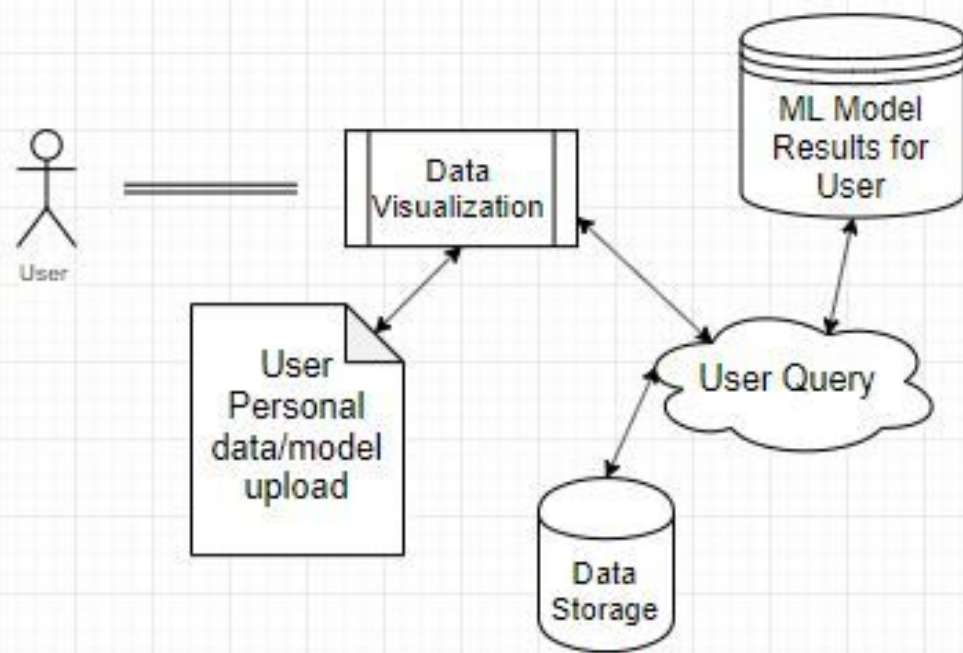 ML Model
Results for
User
Data
Visualization
User
User
Personal
data/model
upload
User Query
Data
Storage